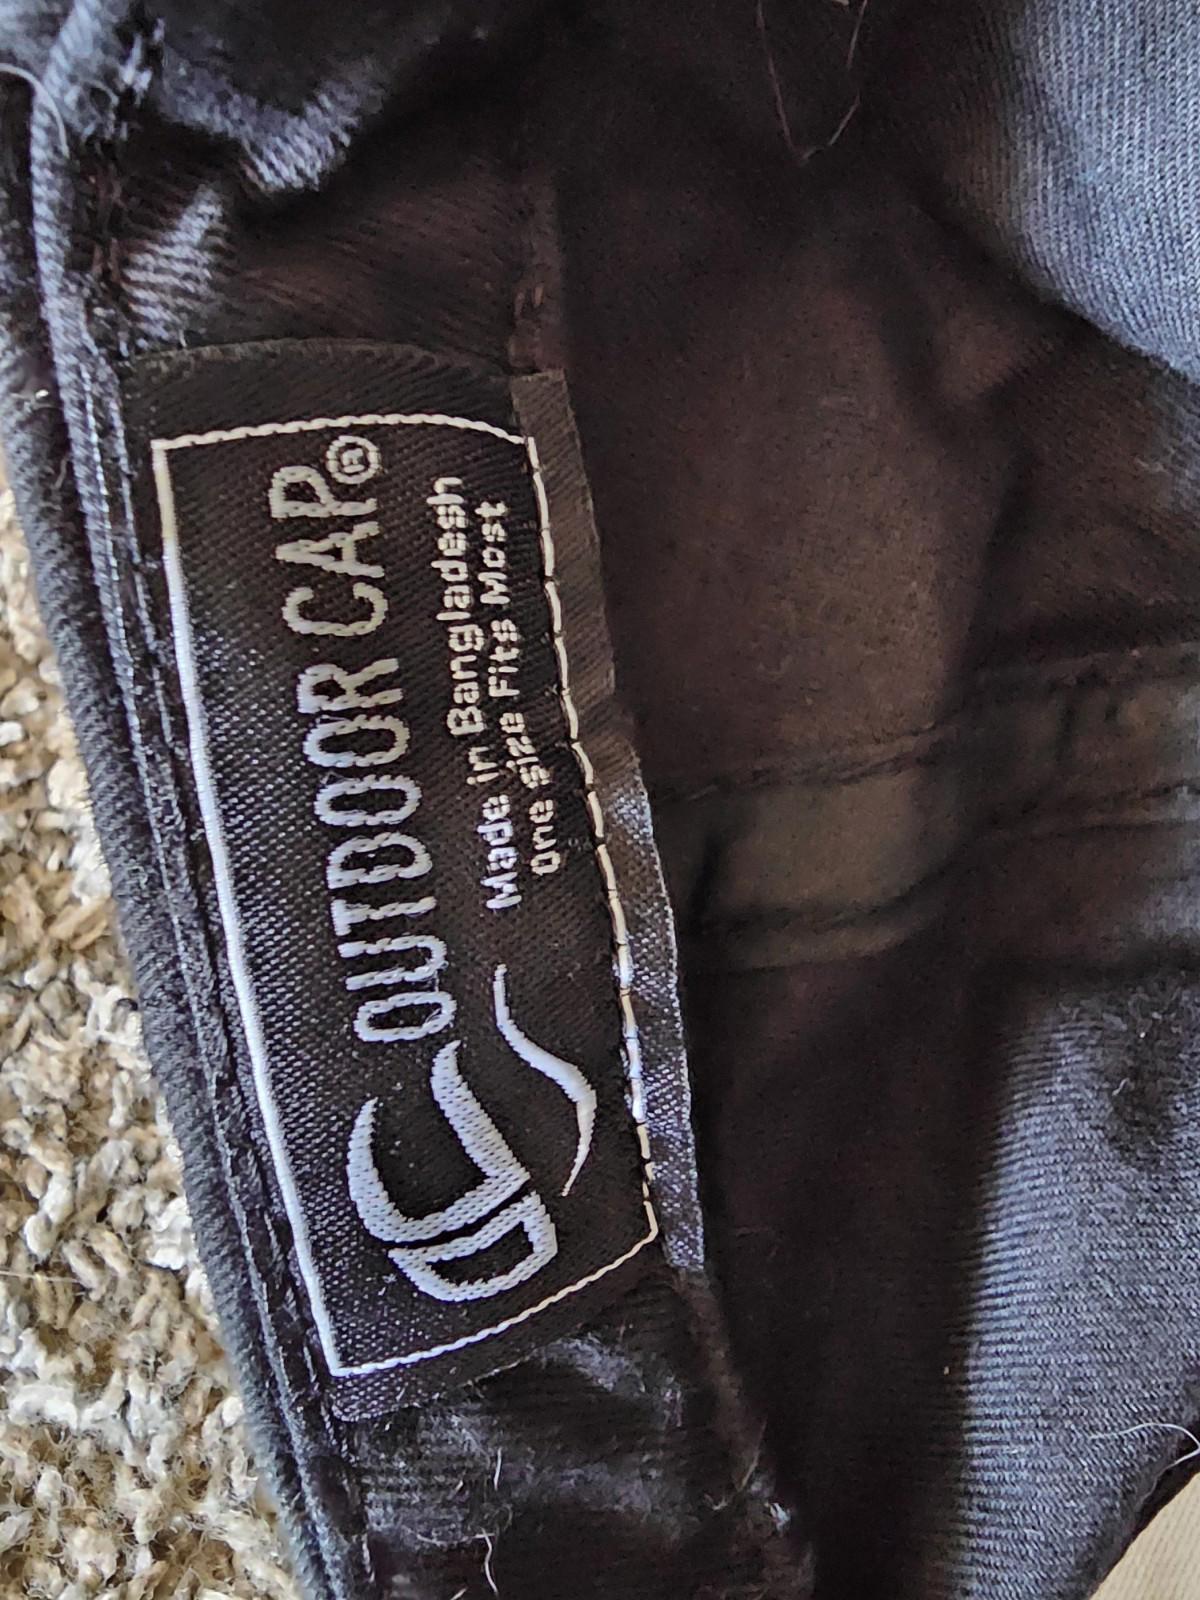 OUTDOOR CAP®
Made in Bangladesh
One Size Fits Most